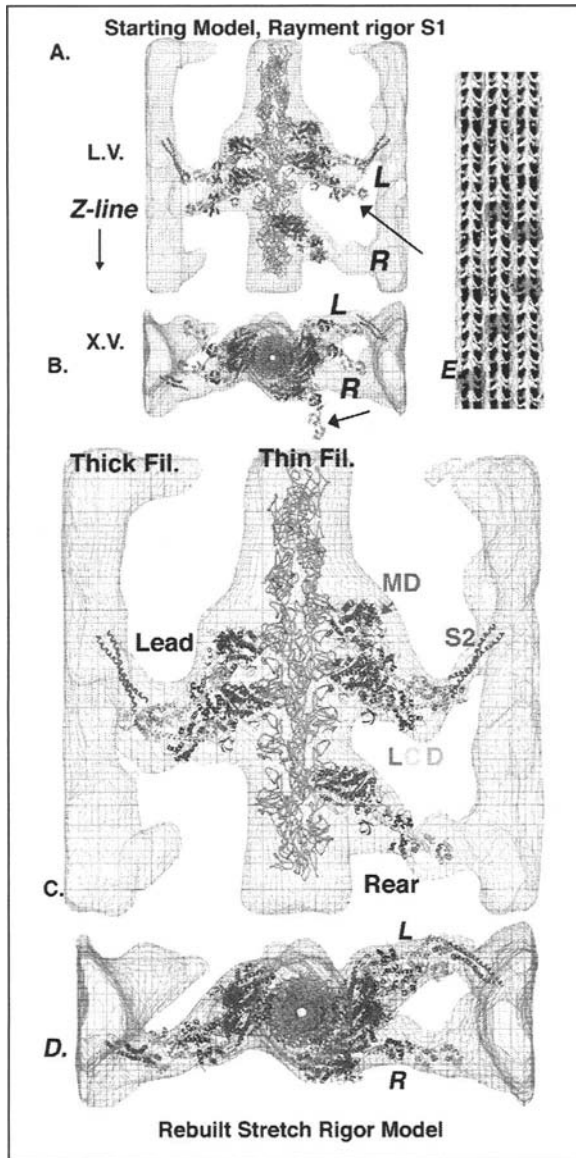 Starting Model, Rayment rigor S1
A.
L.V.
L
Z-line
R
X.V.
L
B.
R
E
Thick Fil.
Thin Fil.
MD
Lead
S2
LCD
C.
Rear
L
D.
R
Rebuilt Stretch Rigor Model